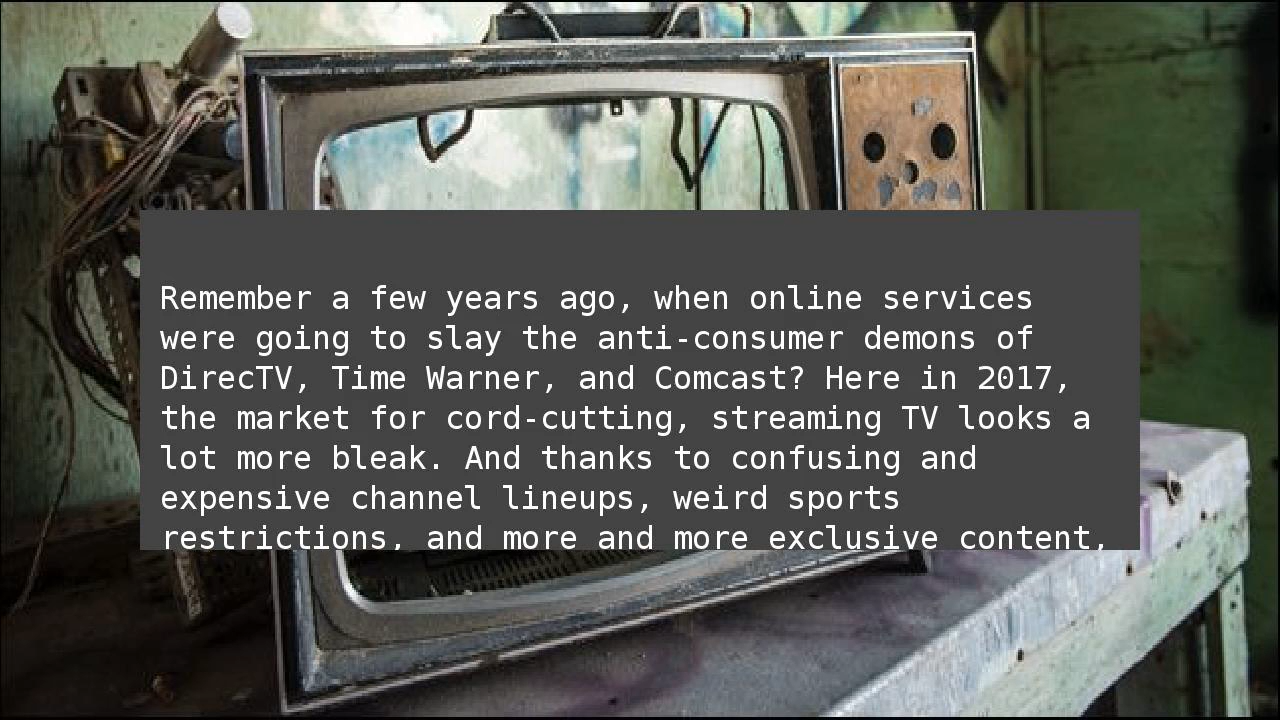 Remember a few years ago, when online services
were going to slay the anti-consumer demons of
DirecTV, Time Warner, and Comcast? Here in 2017,
the market for cord-cutting, streaming TV looks a
lot more bleak. And thanks to confusing and
expensive channel lineups, weird sports
restrictions, and more and more exclusive content,